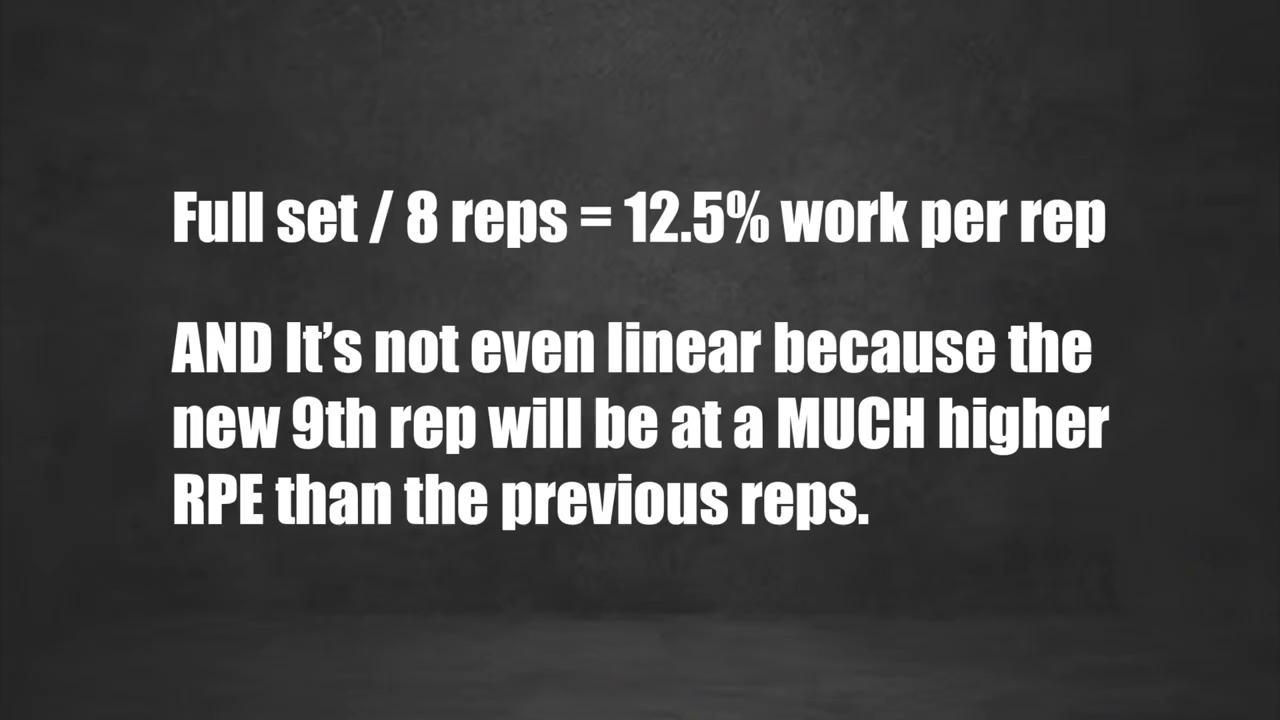 Full set / 8 reps = 12.5% work per rep
AND It’s not even linear because the
new 9th rep will be at a MUCH higher
RPE than the previous reps.